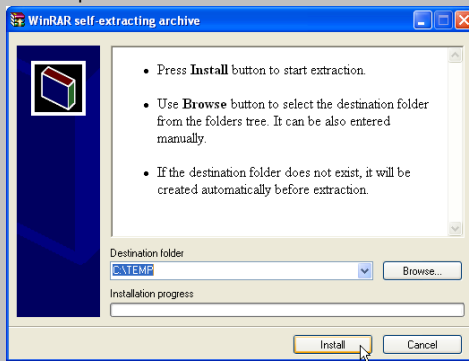 WinRAR self-extracting archive
• Press Install button to start extraction.
• Use Browse button to select the destination folder
from the folders tree. It can be also entered
manually.
• If the destination folder does not exist, it will be
created automatically before extraction.
Destination folder
C:\TEMP
Browse...
Installation progress
Install
Cancel